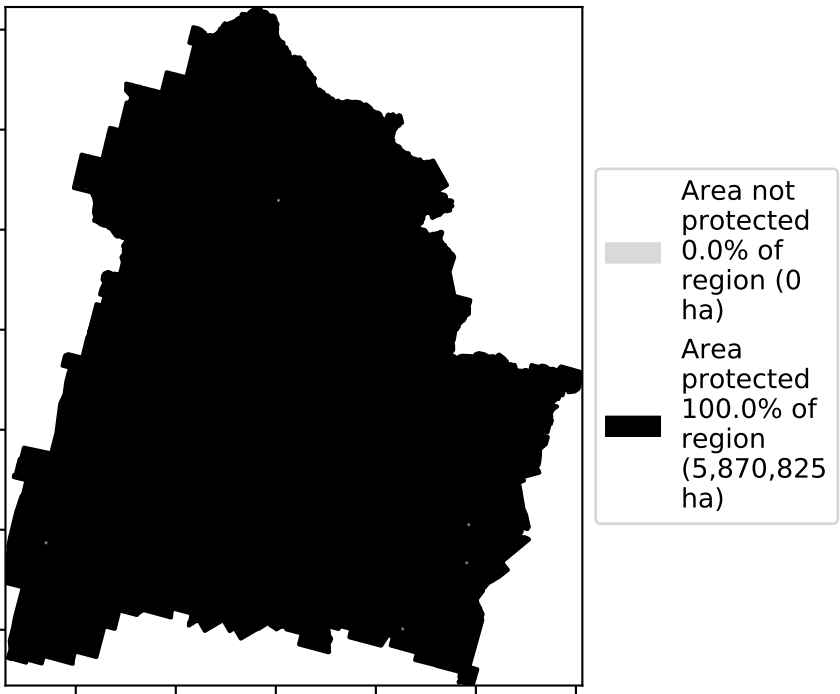 Area not
protected
0.0% of
region (0
ha)
Area
protected
100.0% of
region
(5,870,825
ha)